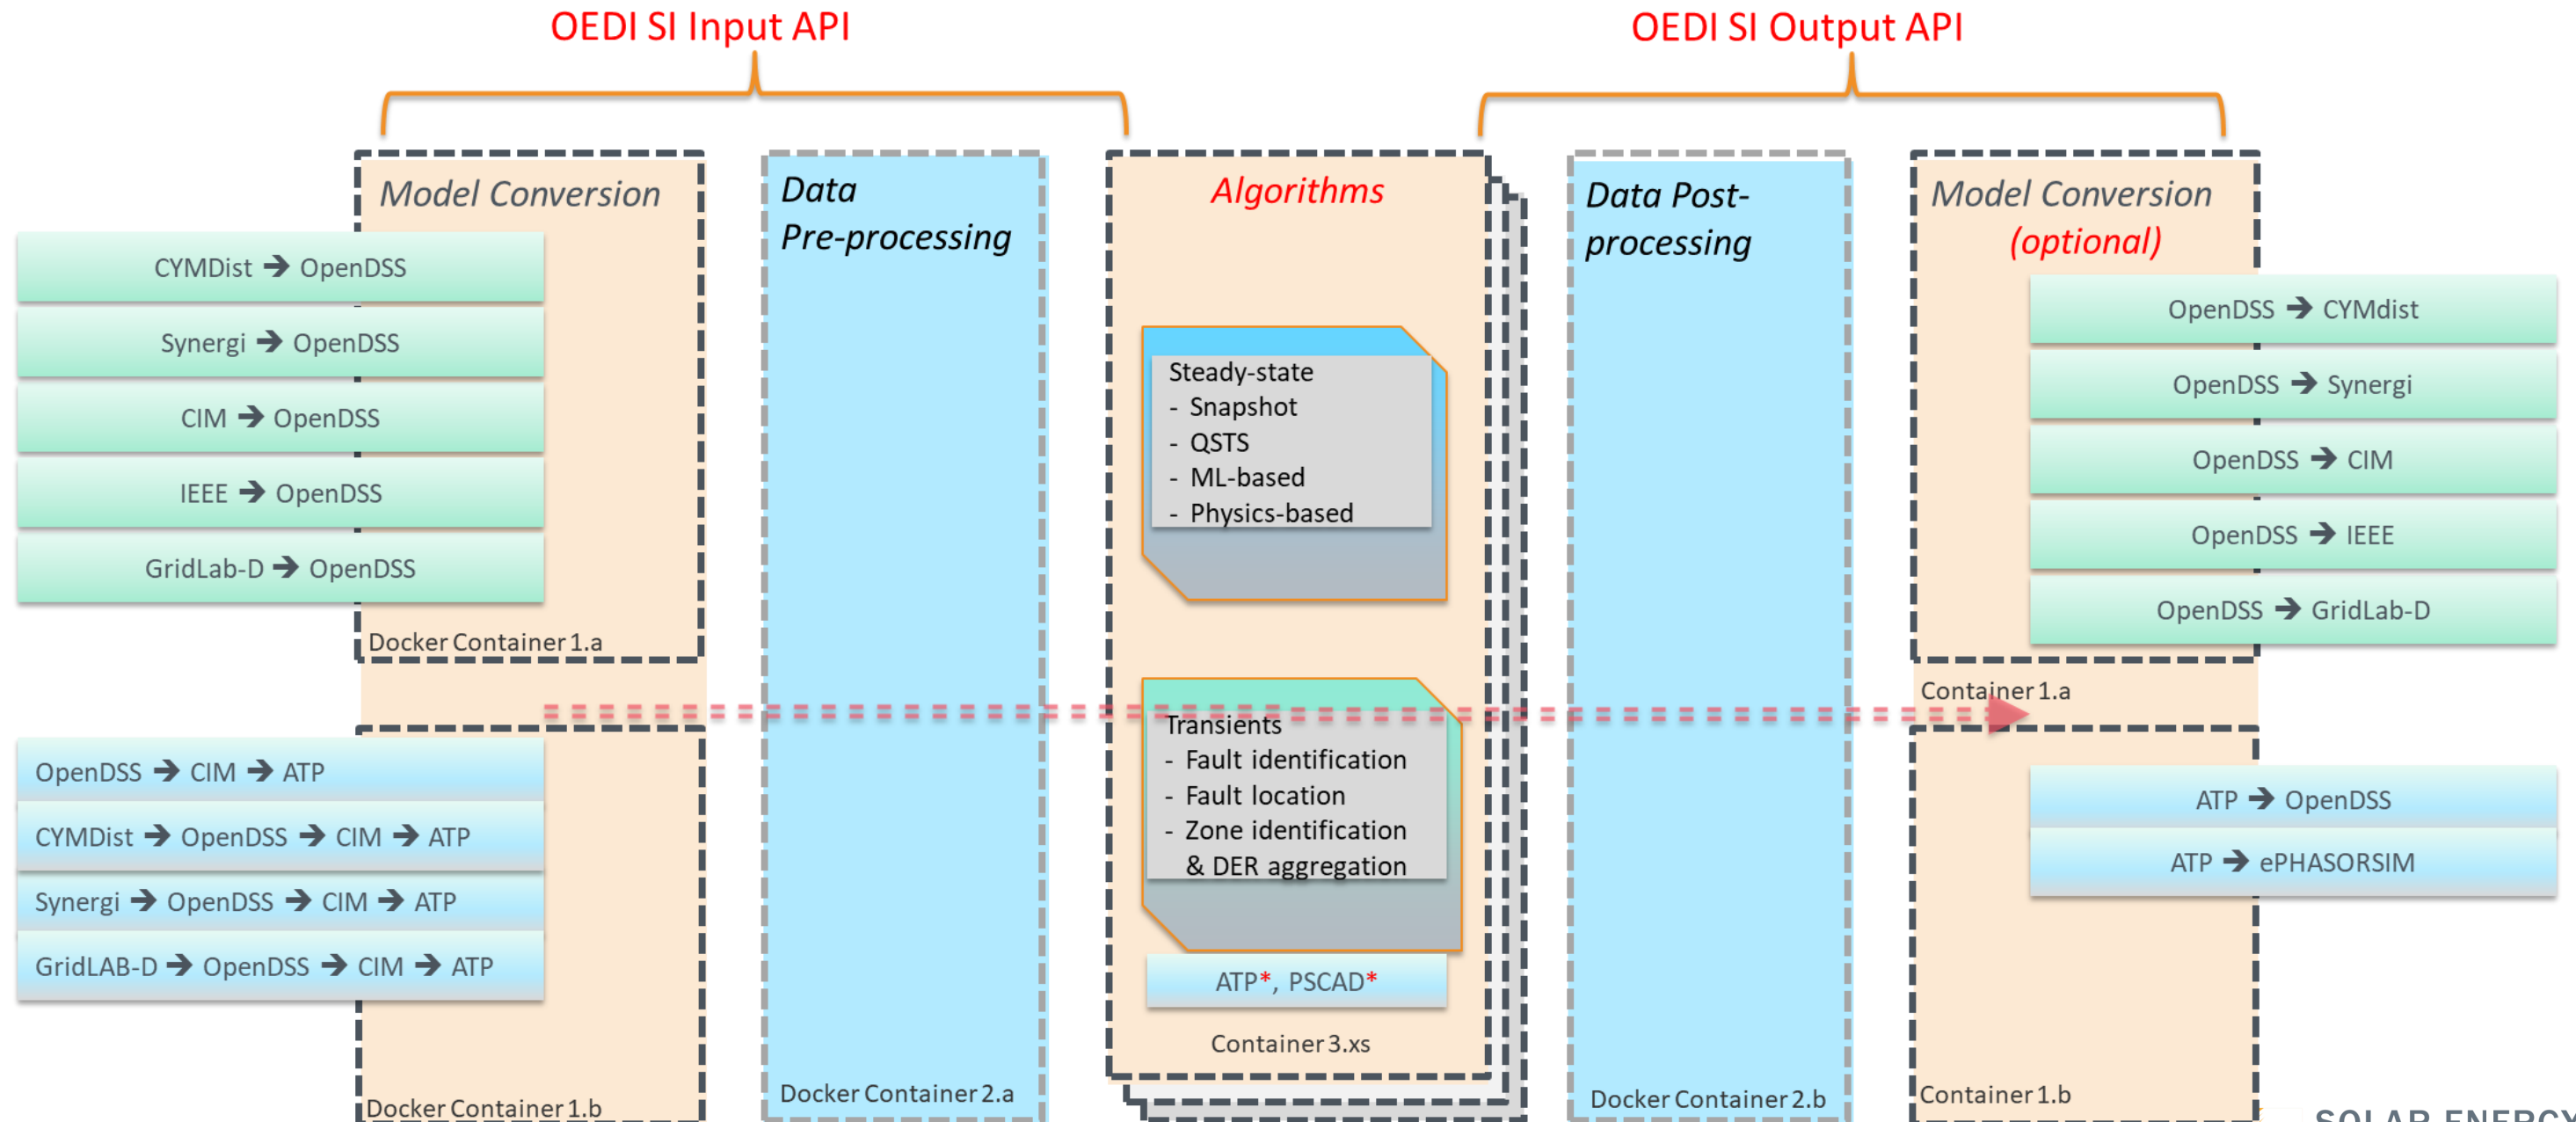 OEDI SI Input API
OEDI SI Output API
Model Conversion
CYMDist ➔ OpenDSS
Synergi ➔ OpenDSS
CIM ➔ OpenDSS
IEEE ➔ OpenDSS
GridLab-D ➔ OpenDSS
Docker Container 1.a
OpenDSS ➔ CIM ➔ ATP
CYMDist ➔ OpenDSS ➔ CIM ➔ ATP
Synergi ➔ OpenDSS ➔ CIM ➔ ATP
GridLAB-D ➔ OpenDSS ➔ CIM ➔ ATP
Docker Container 1.b
Data
Pre-processing
Docker Container 2.a
Algorithms
Steady-state
- Snapshot
- QSTS
- ML-based
- Physics-based
Transients
- Fault identification
- Fault location
- Zone identification
& DER aggregation
ATP*, PSCAD*
Container 3.xs
Data Post-
processing
Docker Container 2.b
Model Conversion
(optional)
OpenDSS ➔ CYMdist
OpenDSS ➔ Synergi
OpenDSS ➔ CIM
OpenDSS ➔ IEEE
OpenDSS ➔ GridLab-D
Container 1.a
ATP ➔ OpenDSS
ATP ➔ ePHASORSIM
Container 1.b
SOLAR ENERGY